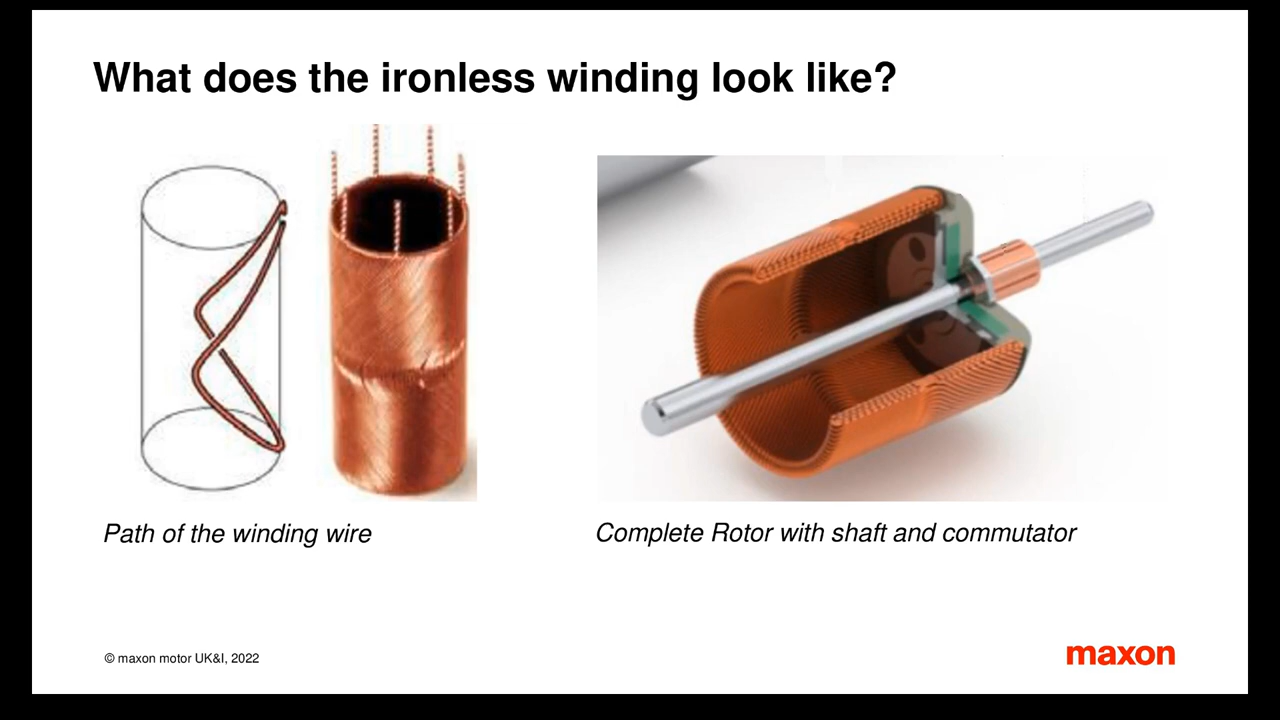 What does the ironless winding look like?
Path of the winding wire
Complete Rotor with shaft and commutator
© maxon motor UK&I, 2022
maxon